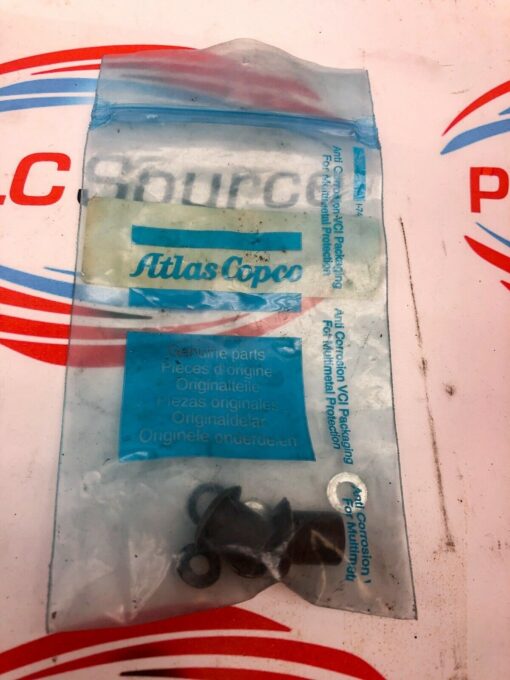 LC Source
P
Atlas Copco
Genuine parts
Pièces d'origine
Originalteile
Piezas originales
Originaldelar
Originele onderdelen
Anti Corrosion VCI Packaging
For Multimetal Protection
Anti Corrosion VCI Packaging
For Multimetal Protection
Anti Corrosion V
For Multimeta